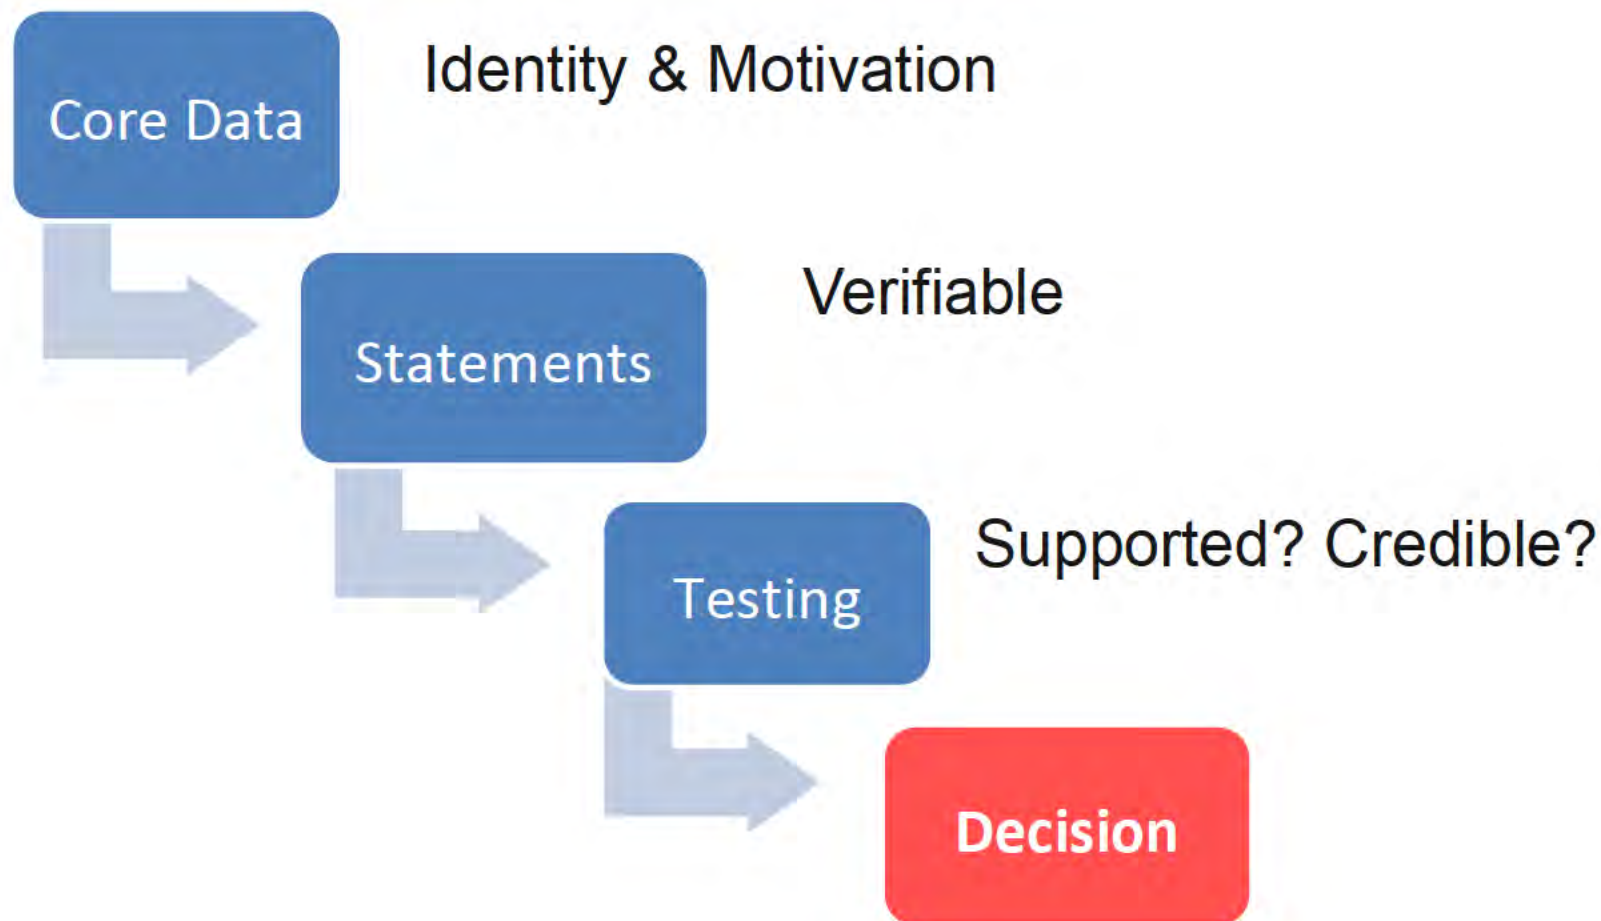 Core Data
Identity & Motivation
Statements
Verifiable
Testing
Supported? Credible?
Decision